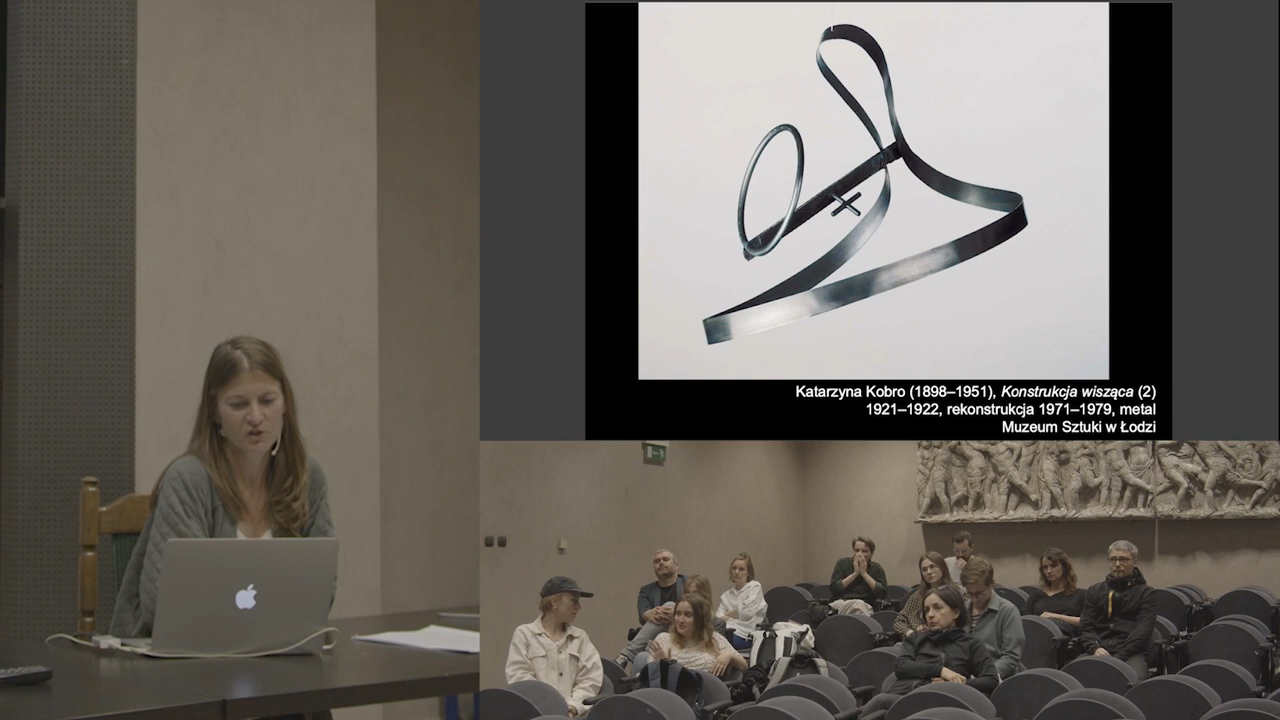 Katarzyna Kobro (1898–1951), Konstrukcja wisząca (2)
1921–1922, rekonstrukcja 1971–1979, metal
Muzeum Sztuki w Łodzi